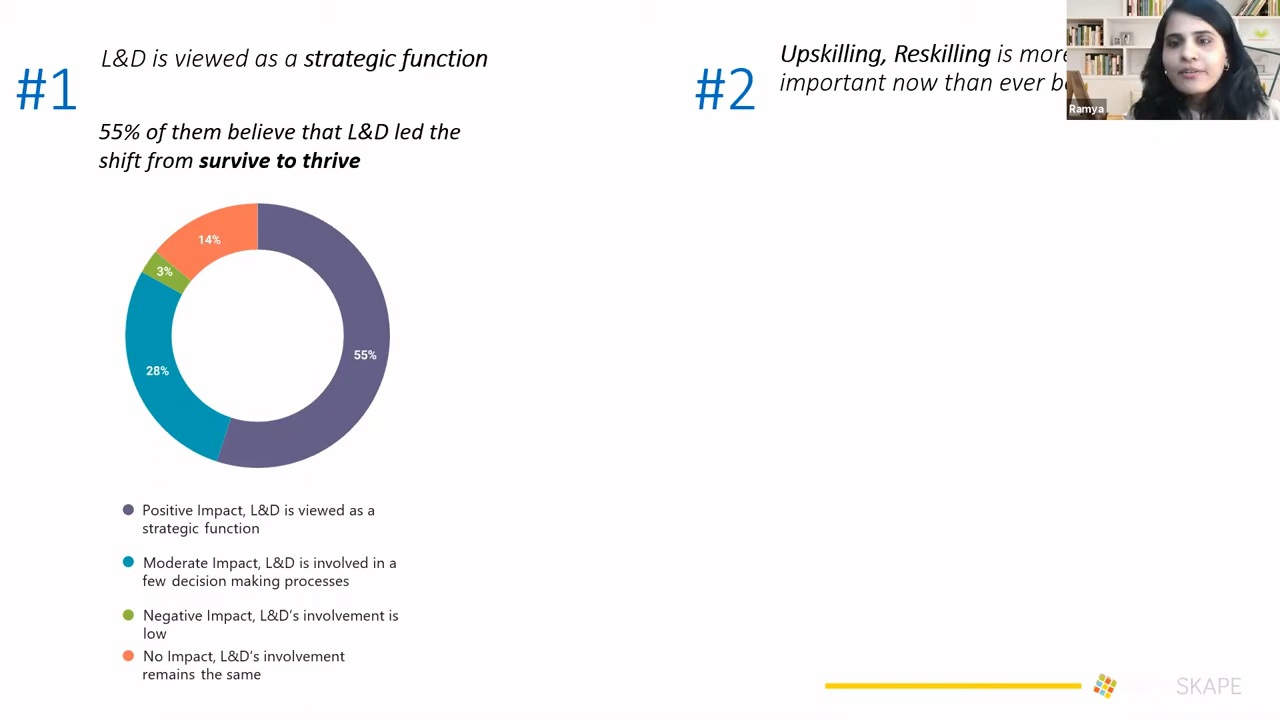 #1
L&D is viewed as a strategic function
55% of them believe that L&D led the
shift from survive to thrive
14%
3%
28%
55%
Positive Impact, L&D is viewed as a
strategic function
Moderate Impact, L&D is involved in a
few decision making processes
Negative Impact, L&D's involvement is
low
No Impact, L&D's involvement
remains the same
#2
Upskilling, Reskilling is more
important now than ever
Ramya
SKAPE